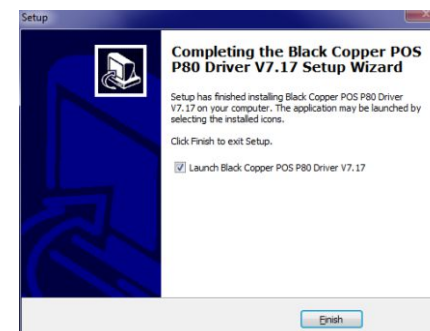 Setup
Completing the Black Copper POS
P80 Driver V7.17 Setup Wizard
Setup has finished installing Black Copper POS P80 Driver
V7.17 on your computer. The application may be launched by
selecting the installed icons.
Click Finish to exit Setup.
Launch Black Copper POS P80 Driver V7.17
Finish